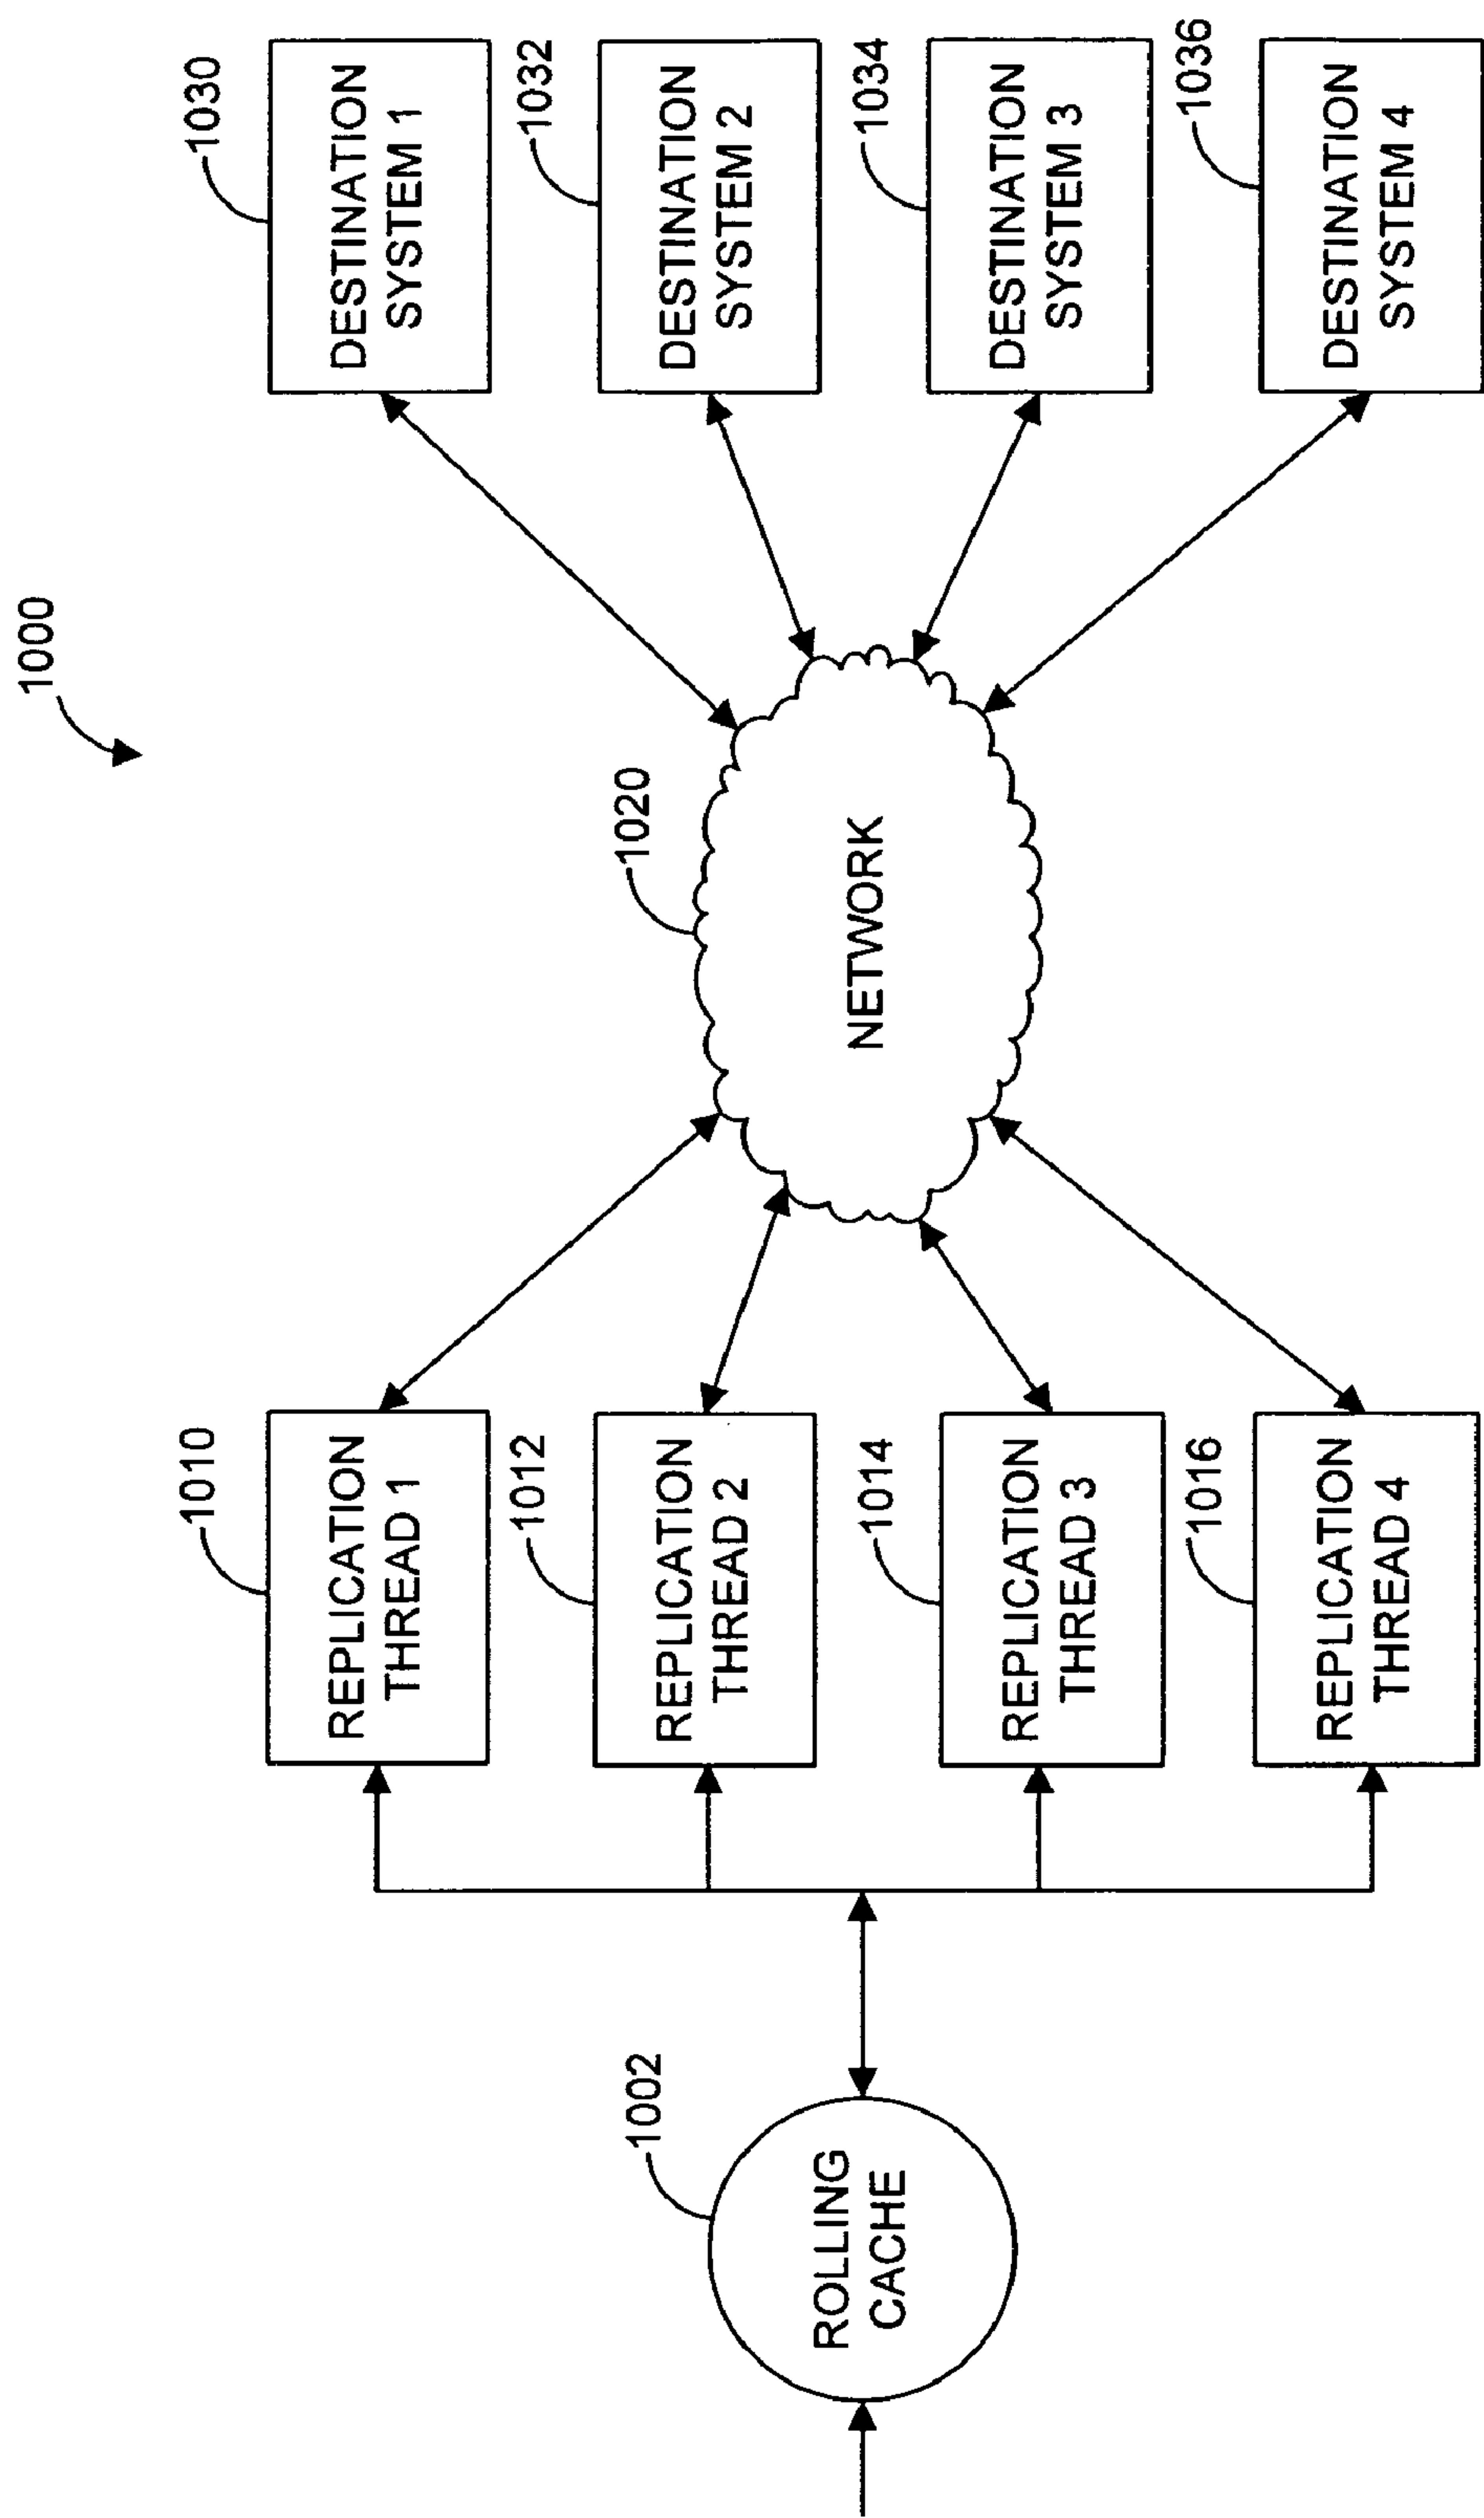 1000
1002
ROLLING
CACHE
1010
REPLICATION
THREAD 1
1012
REPLICATION
THREAD 2
1014
REPLICATION
THREAD 3
1016
REPLICATION
THREAD 4
1020
NETWORK
1030
DESTINATION
SYSTEM 1
1032
DESTINATION
SYSTEM 2
1034
DESTINATION
SYSTEM 3
1036
DESTINATION
SYSTEM 4